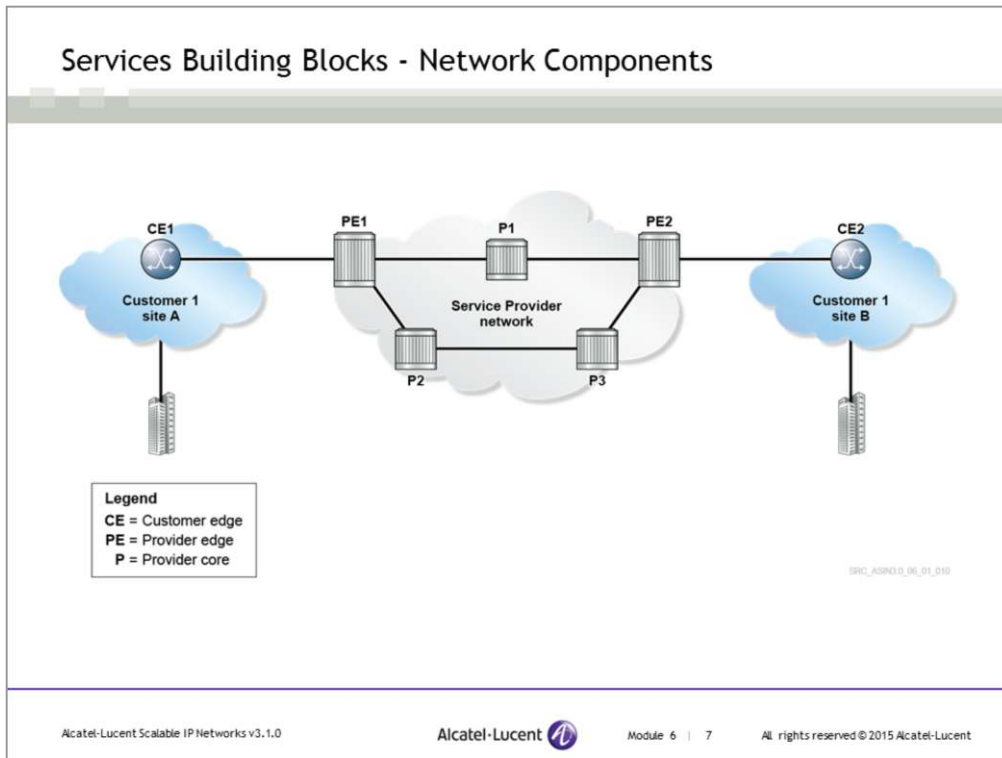 Services Building Blocks - Network Components
CE1
PE1
P1
PE2
CE2
Customer 1
site A
Service Provider
network
Customer 1
site B
P2
P3
Legend
CE = Customer edge
PE = Provider edge
P = Provider core
SRC_ASIN3.0_06_01_010
Alcatel-Lucent Scalable IP Networks v3.1.0
Alcatel·Lucent
Module 6 | 7
All rights reserved © 2015 Alcatel-Lucent